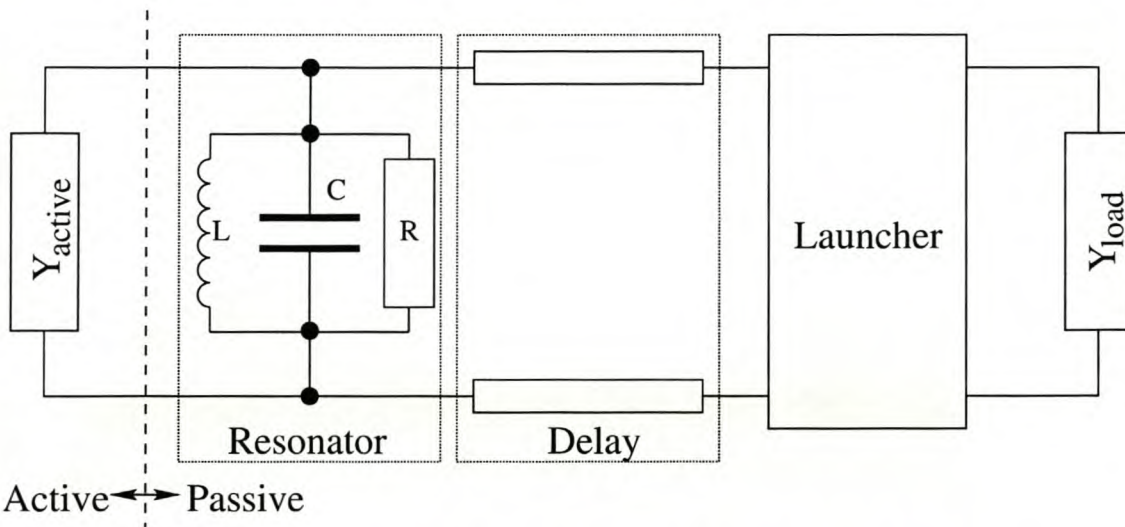 Y_active
L
C
R
Launcher
Y_load
Resonator
Delay
Active
Passive